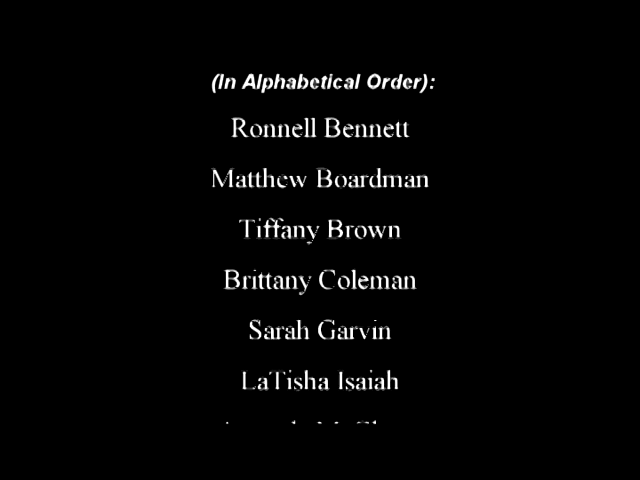 (In Alphabetical Order):
Ronnell Bennett
Matthew Boardman
Tiffany Brown
Brittany Coleman
Sarah Garvin
LaTisha Isaiah